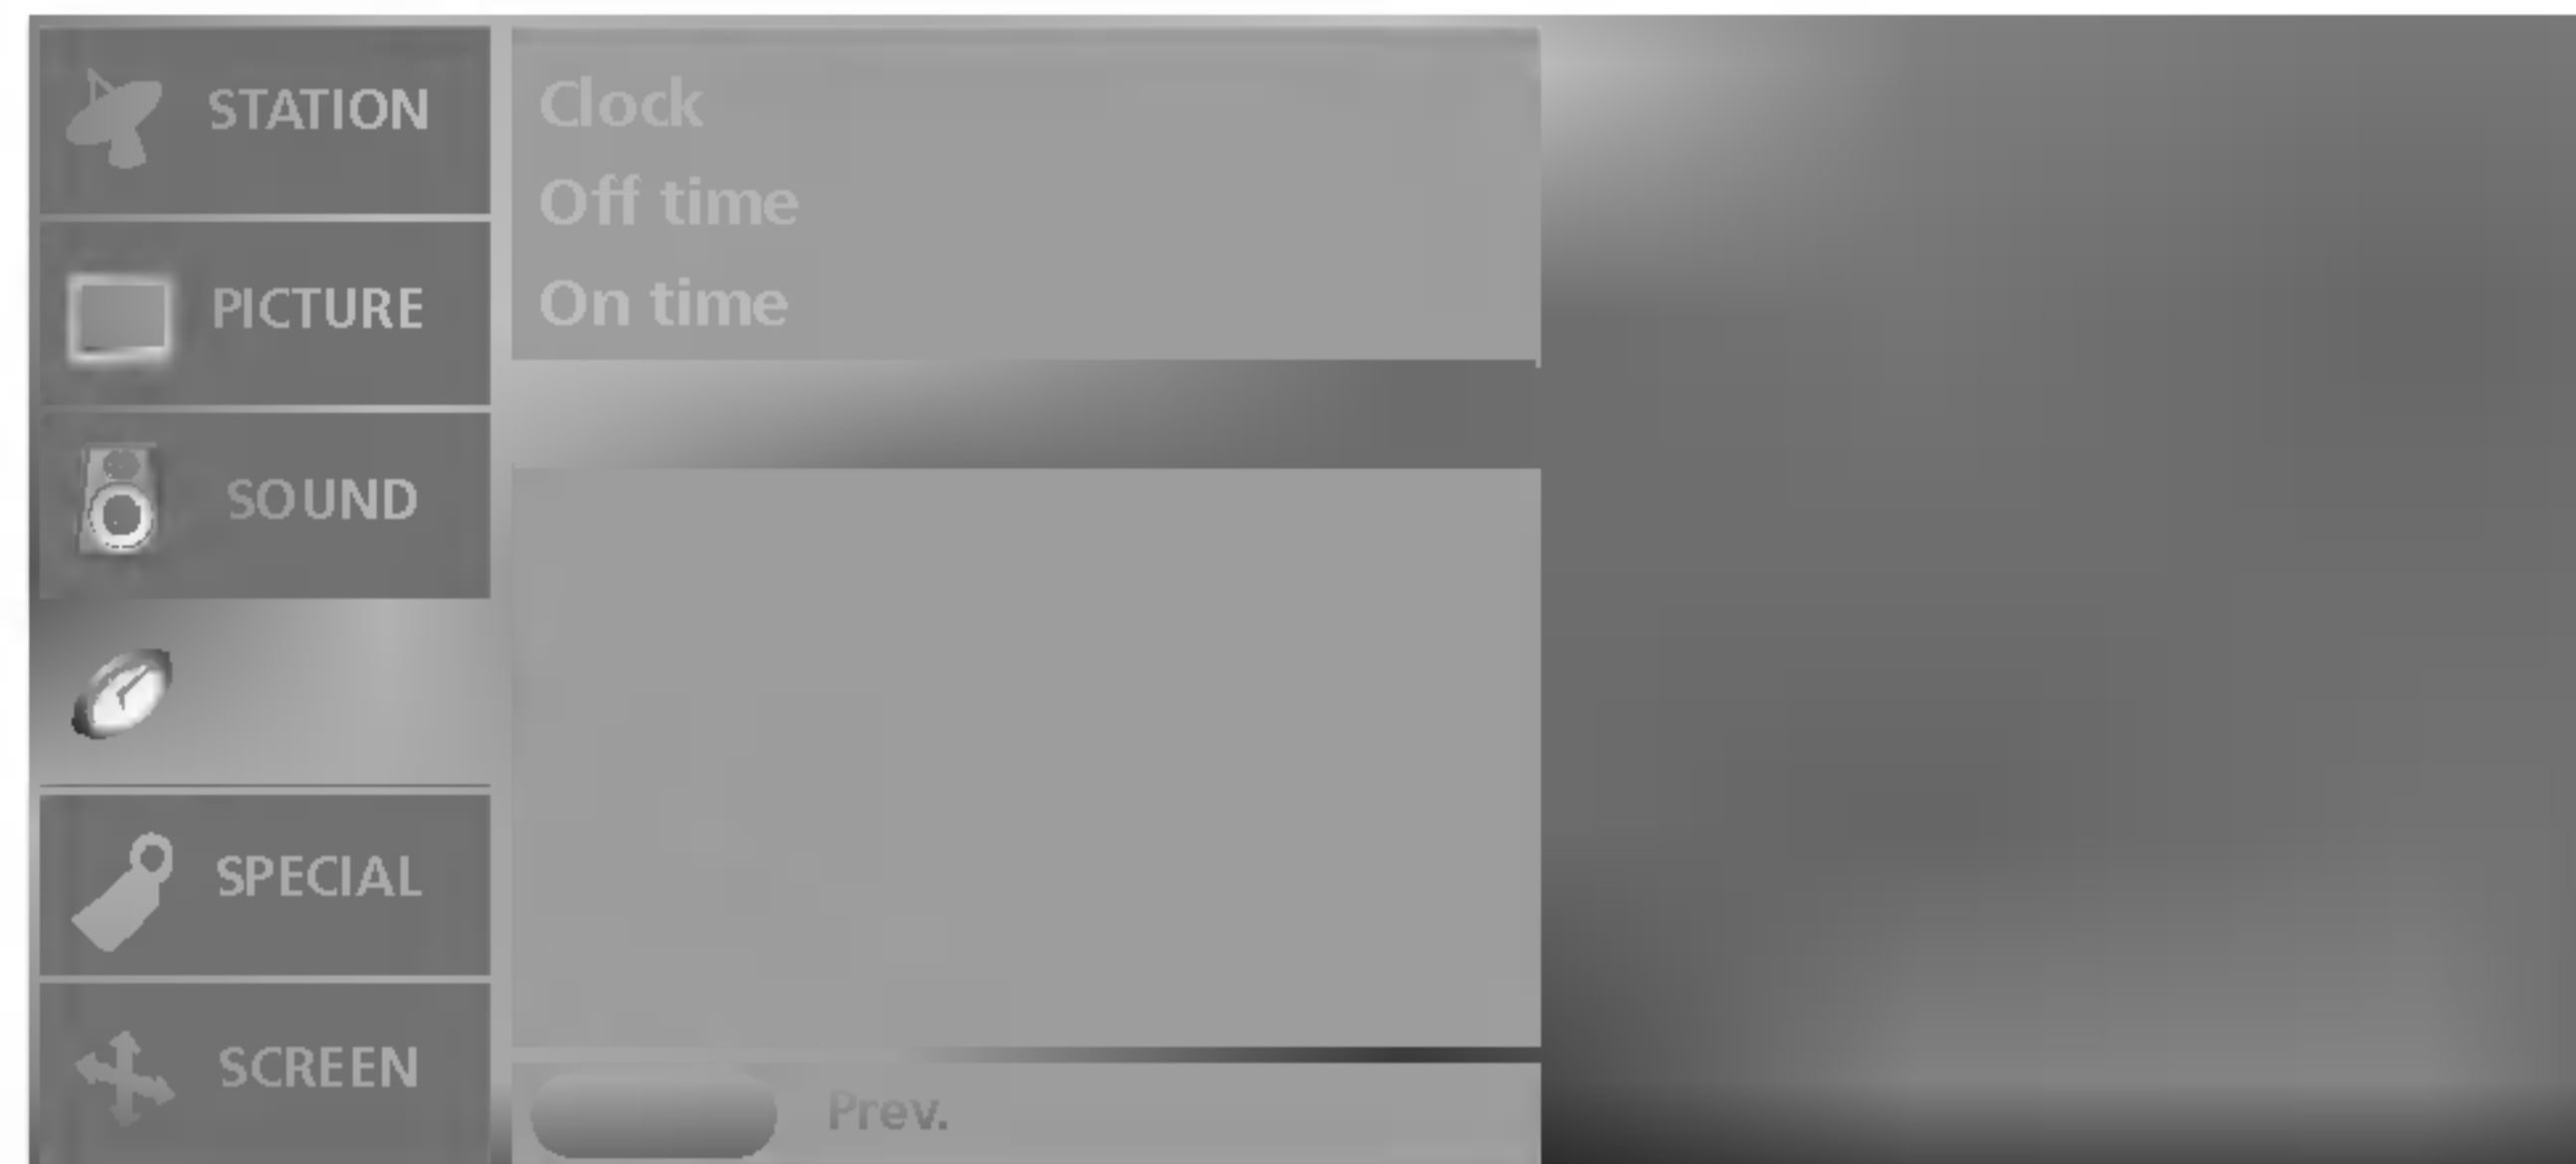 STATION
PICTURE
SOUND
SPECIAL
SCREEN
Clock
Off time
On time
Prev.